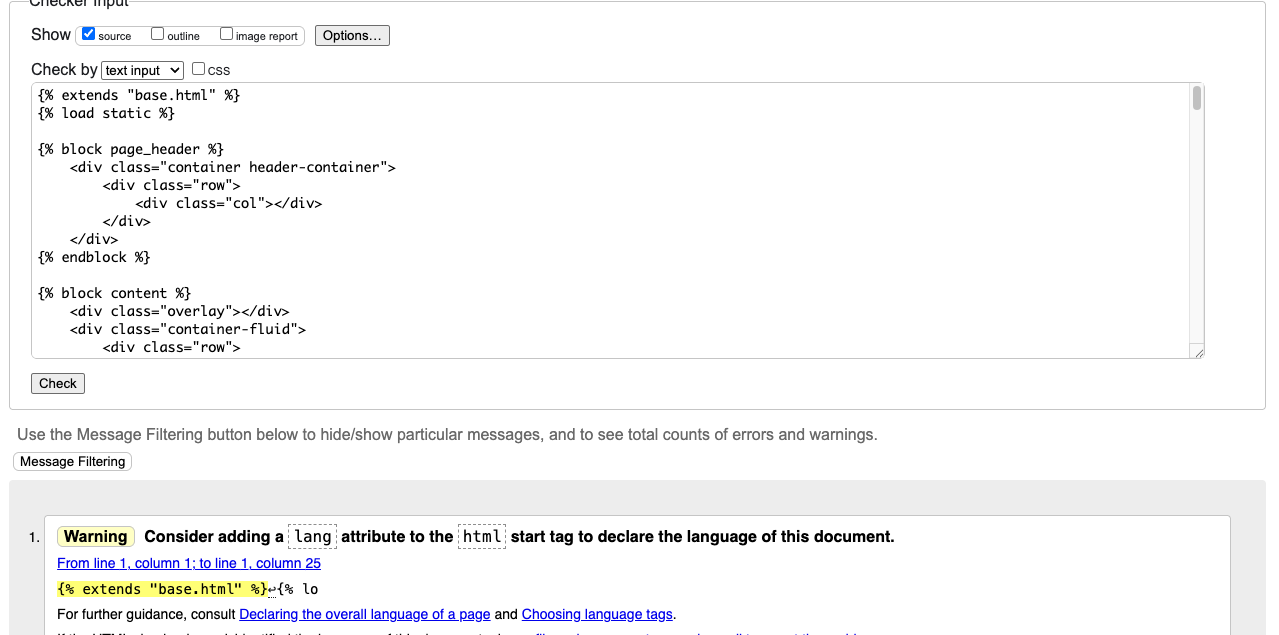 Checker Input
Show source outline image report Options...
Check by text input css
{% extends "base.html" %}
{% load static %}
{% block page_header %}
<div class="container header-container">
<div class="row">
<div class="col"></div>
</div>
</div>
{% endblock %}
{% block content %}
<div class="overlay"></div>
<div class="container-fluid">
<div class="row">
Check
Use the Message Filtering button below to hide/show particular messages, and to see total counts of errors and warnings.
Message Filtering
1. Warning Consider adding a lang attribute to the html start tag to declare the language of this document.
From line 1, column 1; to line 1, column 25
{% extends "base.html" %}↩{% lo
For further guidance, consult Declaring the overall language of a page and Choosing language tags.